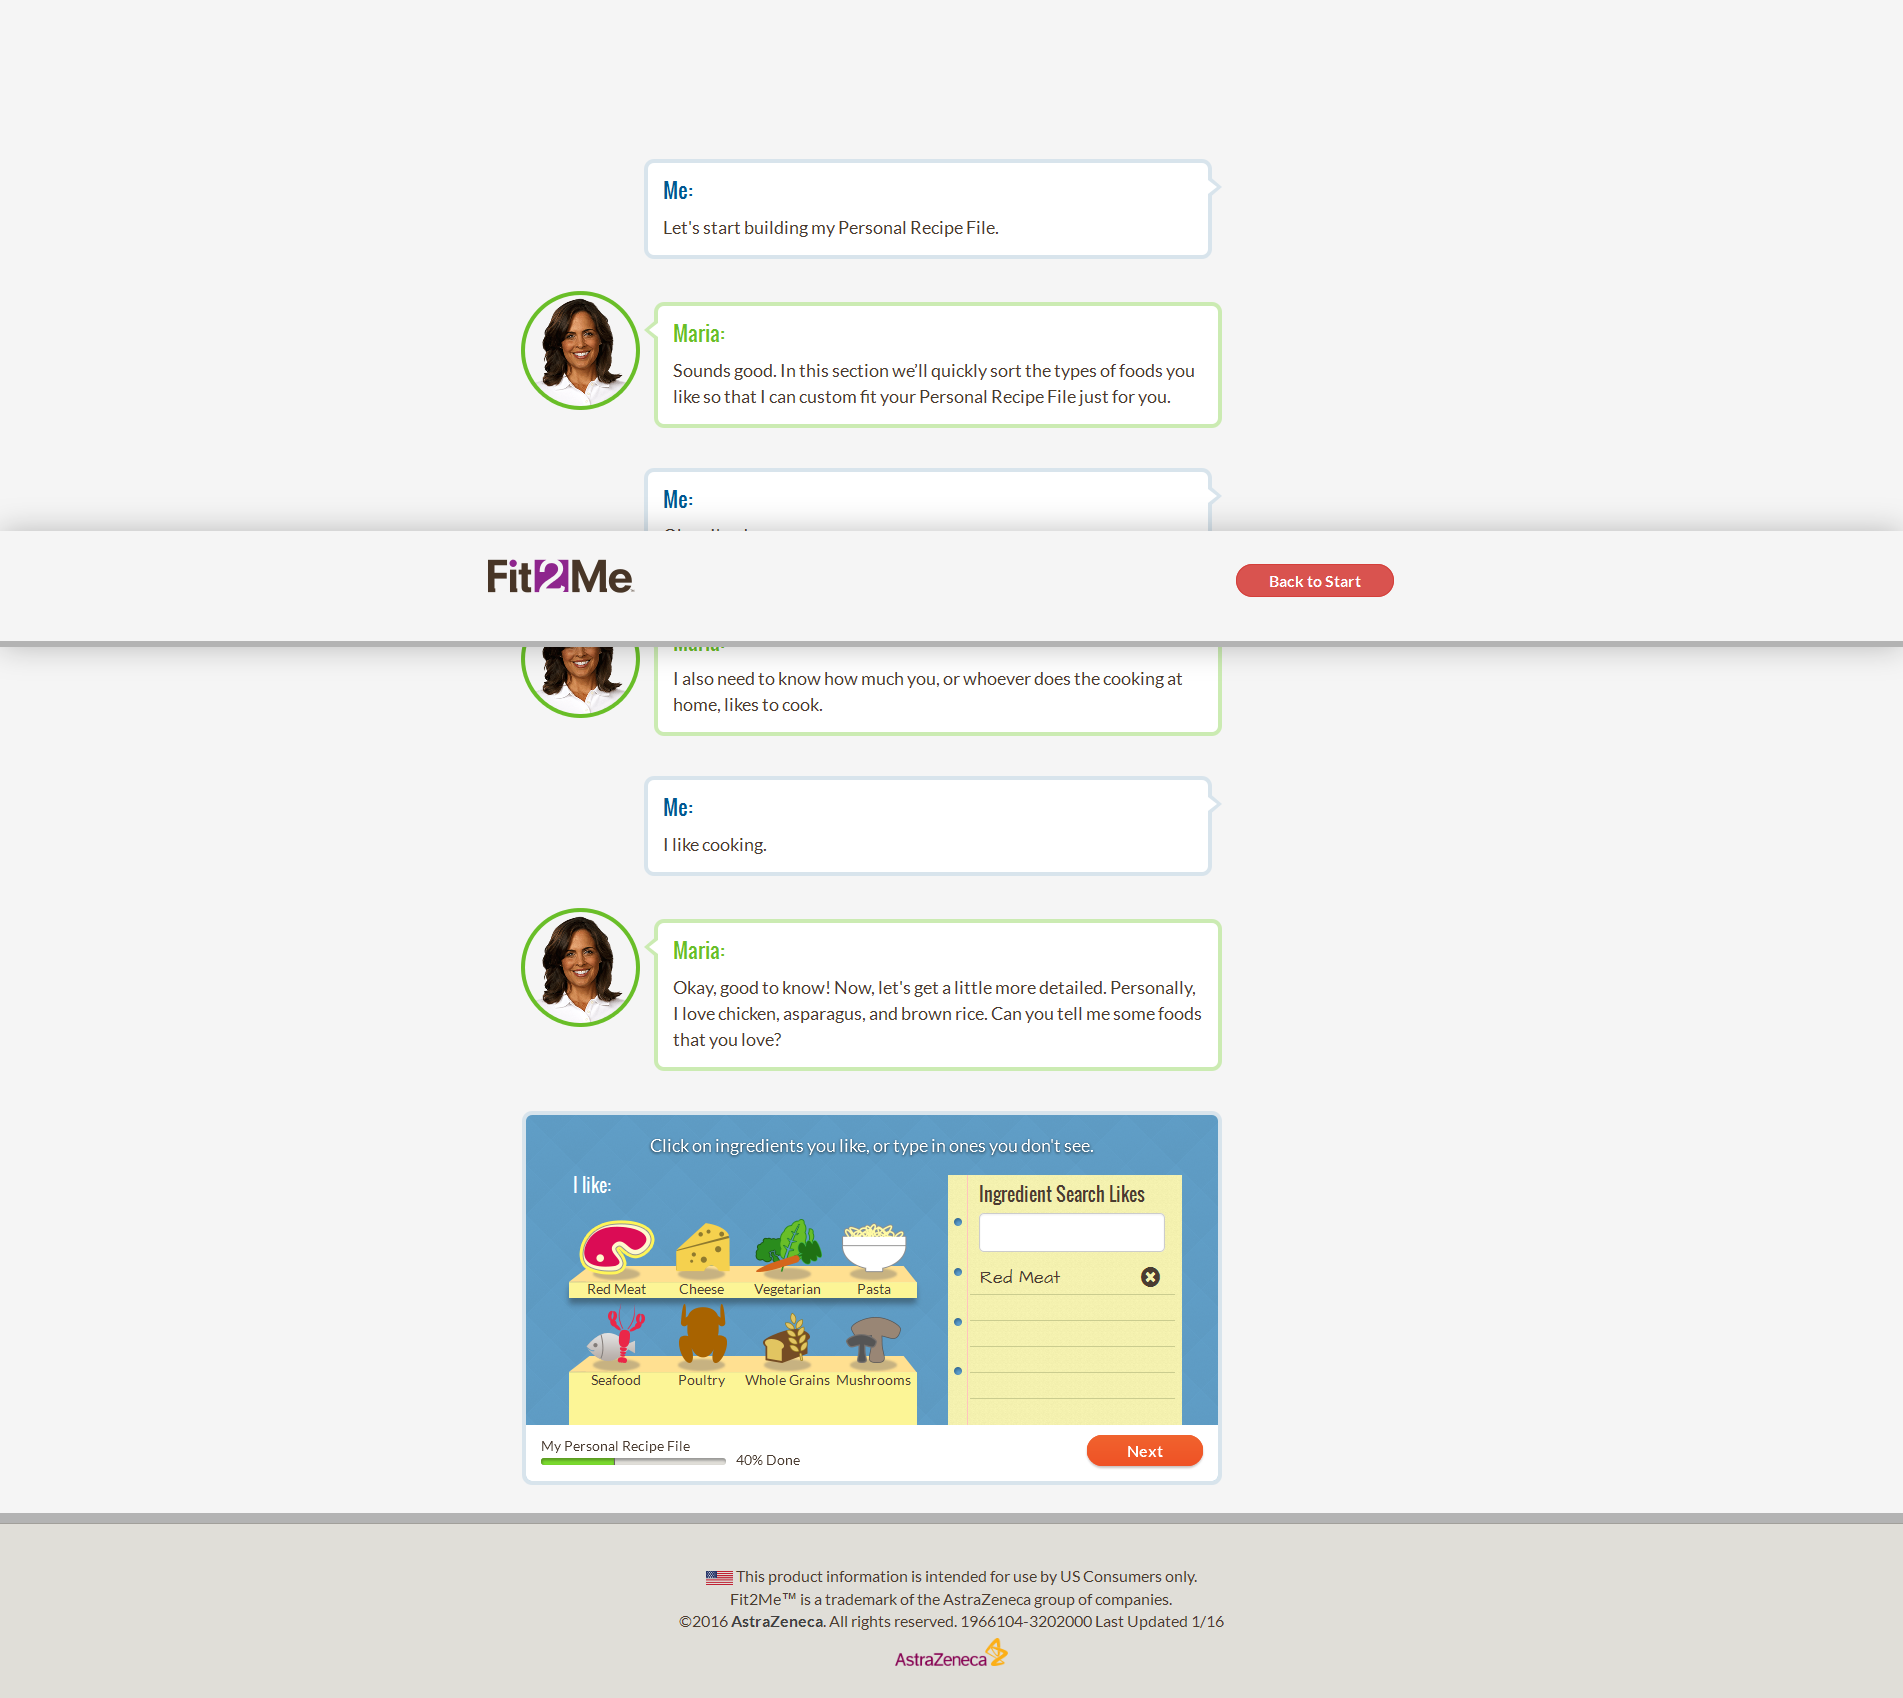 Me:
Let's start building my Personal Recipe File.
Maria:
Sounds good. In this section we’ll quickly sort the types of foods you
like so that I can custom fit your Personal Recipe File just for you.
Me:
Fit2Me
Back to Start
I also need to know how much you, or whoever does the cooking at
home, likes to cook.
Me:
I like cooking.
Maria:
Okay, good to know! Now, let's get a little more detailed. Personally,
I love chicken, asparagus, and brown rice. Can you tell me some foods
that you love?
Click on ingredients you like, or type in ones you don't see.
I like:
Ingredient Search Likes
Red Meat
Red Meat Cheese Vegetarian Pasta
Seafood Poultry Whole Grains Mushrooms
My Personal Recipe File
40% Done
Next
This product information is intended for use by US Consumers only.
Fit2Me™ is a trademark of the AstraZeneca group of companies.
©2016 AstraZeneca. All rights reserved. 1966104-3202000 Last Updated 1/16
AstraZeneca